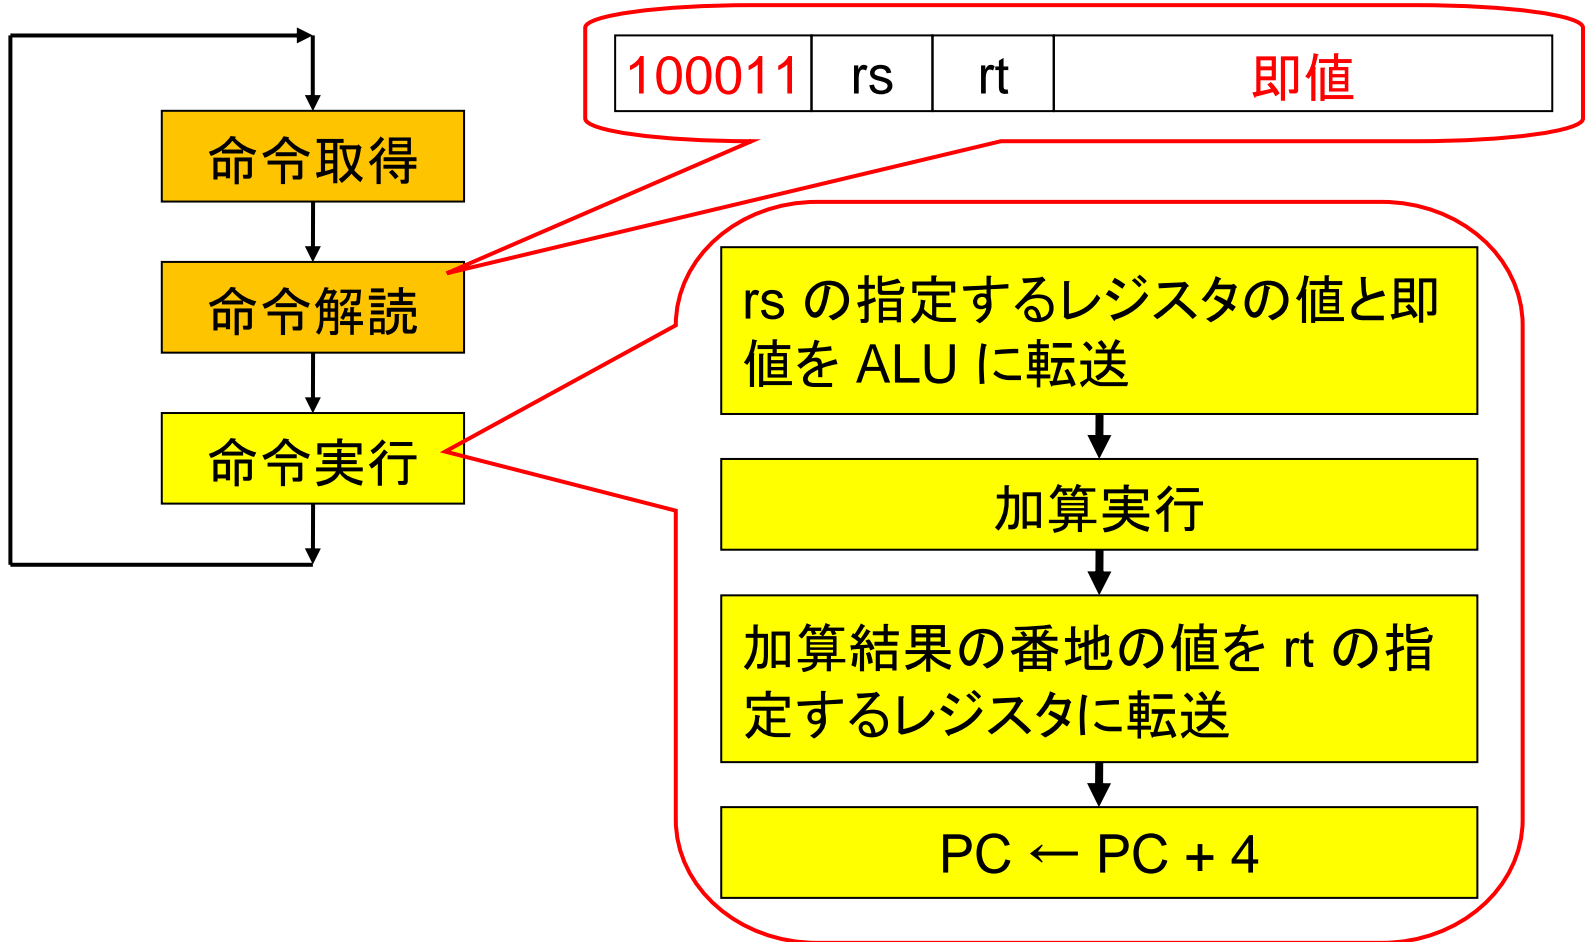 100011 rs rt 即値
命令取得
命令解読
命令実行
rs の指定するレジスタの値と即
値を ALU に転送
加算実行
加算結果の番地の値を rt の指
定するレジスタに転送
PC ← PC + 4